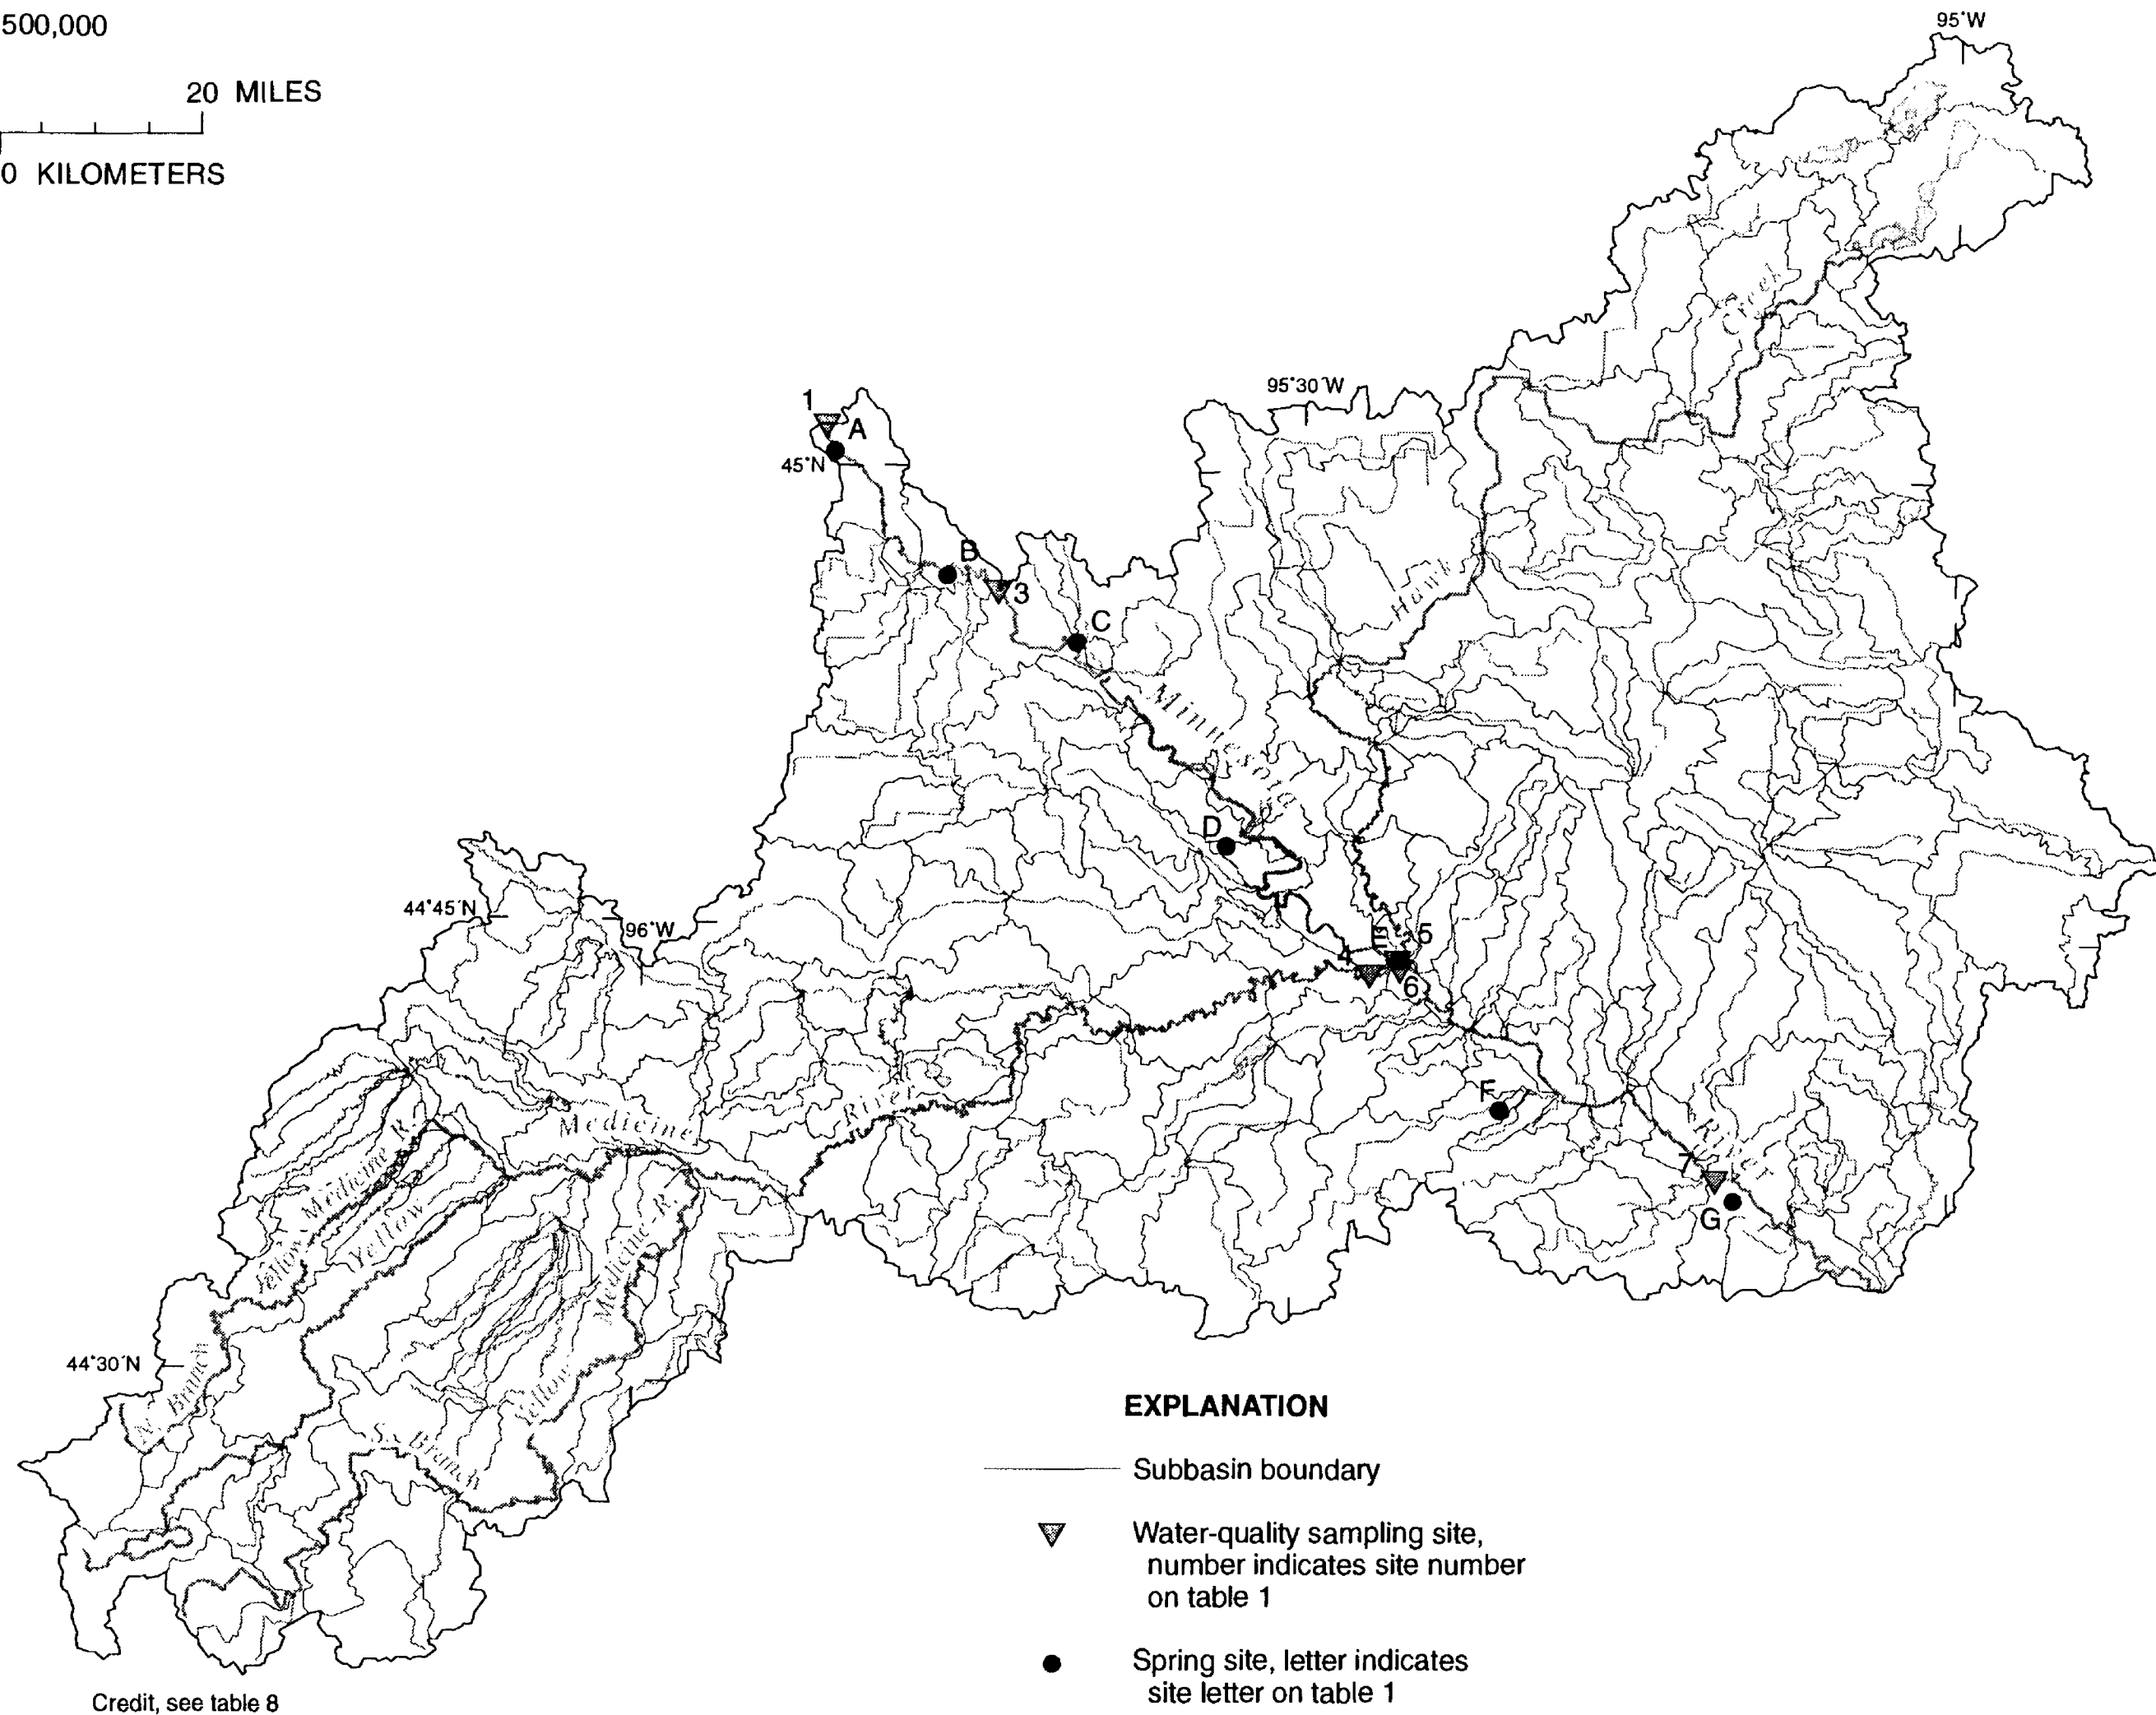 500,000
20 MILES
0 KILOMETERS
95°W
95°30´W
1
A
45°N
B
3
C
Creek
Hawk
Minnesota
D
44°45´N
96°W
E
5
4
6
F
River
7
G
Medicine
River
Yellow Medicine R.
Yellow
Medicine R.
Yellow
44°30´N
N. Branch
S. Branch
EXPLANATION
Subbasin boundary
Water-quality sampling site,
number indicates site number
on table 1
Spring site, letter indicates
site letter on table 1
Credit, see table 8